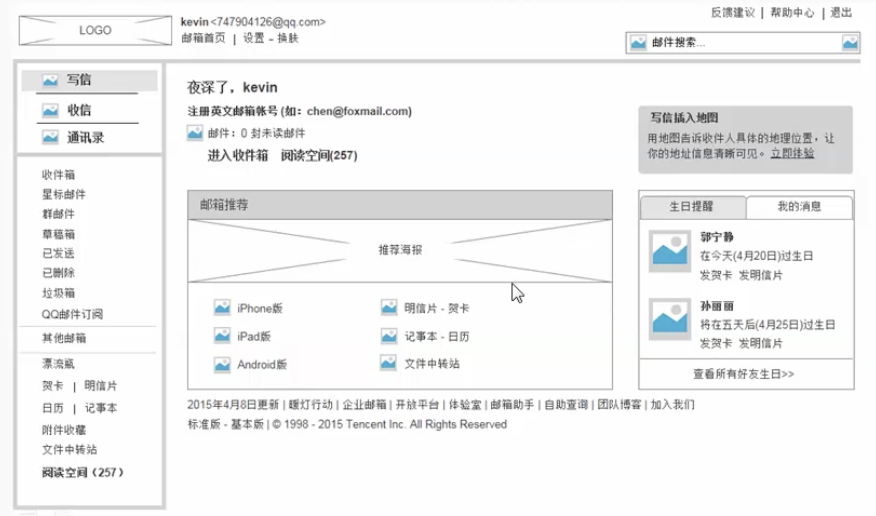 LOGO
kevin <747904126@qq.com>
邮箱首页 | 设置 - 换肤
反馈建议 | 帮助中心 | 退出
邮件搜索...
写信
收信
通讯录
收件箱
星标邮件
群邮件
草稿箱
已发送
已删除
垃圾箱
QQ邮件订阅
其他邮箱
漂流瓶
贺卡 | 明信片
日历 | 记事本
附件收藏
文件中转站
阅读空间（257）
夜深了，kevin
注册英文邮箱帐号 (如：chen@foxmail.com)
邮件：0 封未读邮件
进入收件箱 阅读空间(257)
写信插入地图
用地图告诉收件人具体的地理位置，让
你的地址信息清晰可见。 立即体验
邮箱推荐
推荐海报
iPhone版
明信片 - 贺卡
iPad版
记事本 - 日历
Android版
文件中转站
生日提醒
我的消息
郭宁静
在今天(4月20日)过生日
发贺卡 发明信片
孙丽丽
将在五天后(4月25日)过生日
发贺卡 发明信片
查看所有好友生日>>
2015年4月8日更新 | 暖灯行动 | 企业邮箱 | 开放平台 | 体验室 | 邮箱助手 | 自助查询 | 团队博客 | 加入我们
标准版 - 基本版 | © 1998 - 2015 Tencent Inc. All Rights Reserved